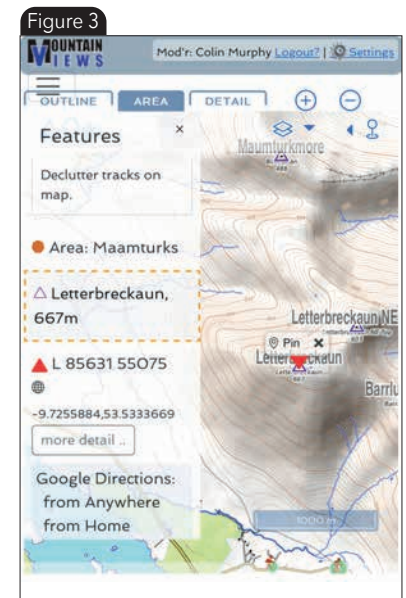 Figure 3
MOUNTAIN
VIEWS
Mod'r: Colin Murphy Logout? | Settings
OUTLINE AREA DETAIL
Features ×
Declutter tracks on
map.
Area: Maamturks
Letterbreckaun,
667m
L 85631 55075
-9.7255884,53.5333669
more detail ..
Google Directions:
from Anywhere
from Home
Maumturkmore
488
Letterbreckaun NE
Pin ×
Letterbreckaun
667
1000 m